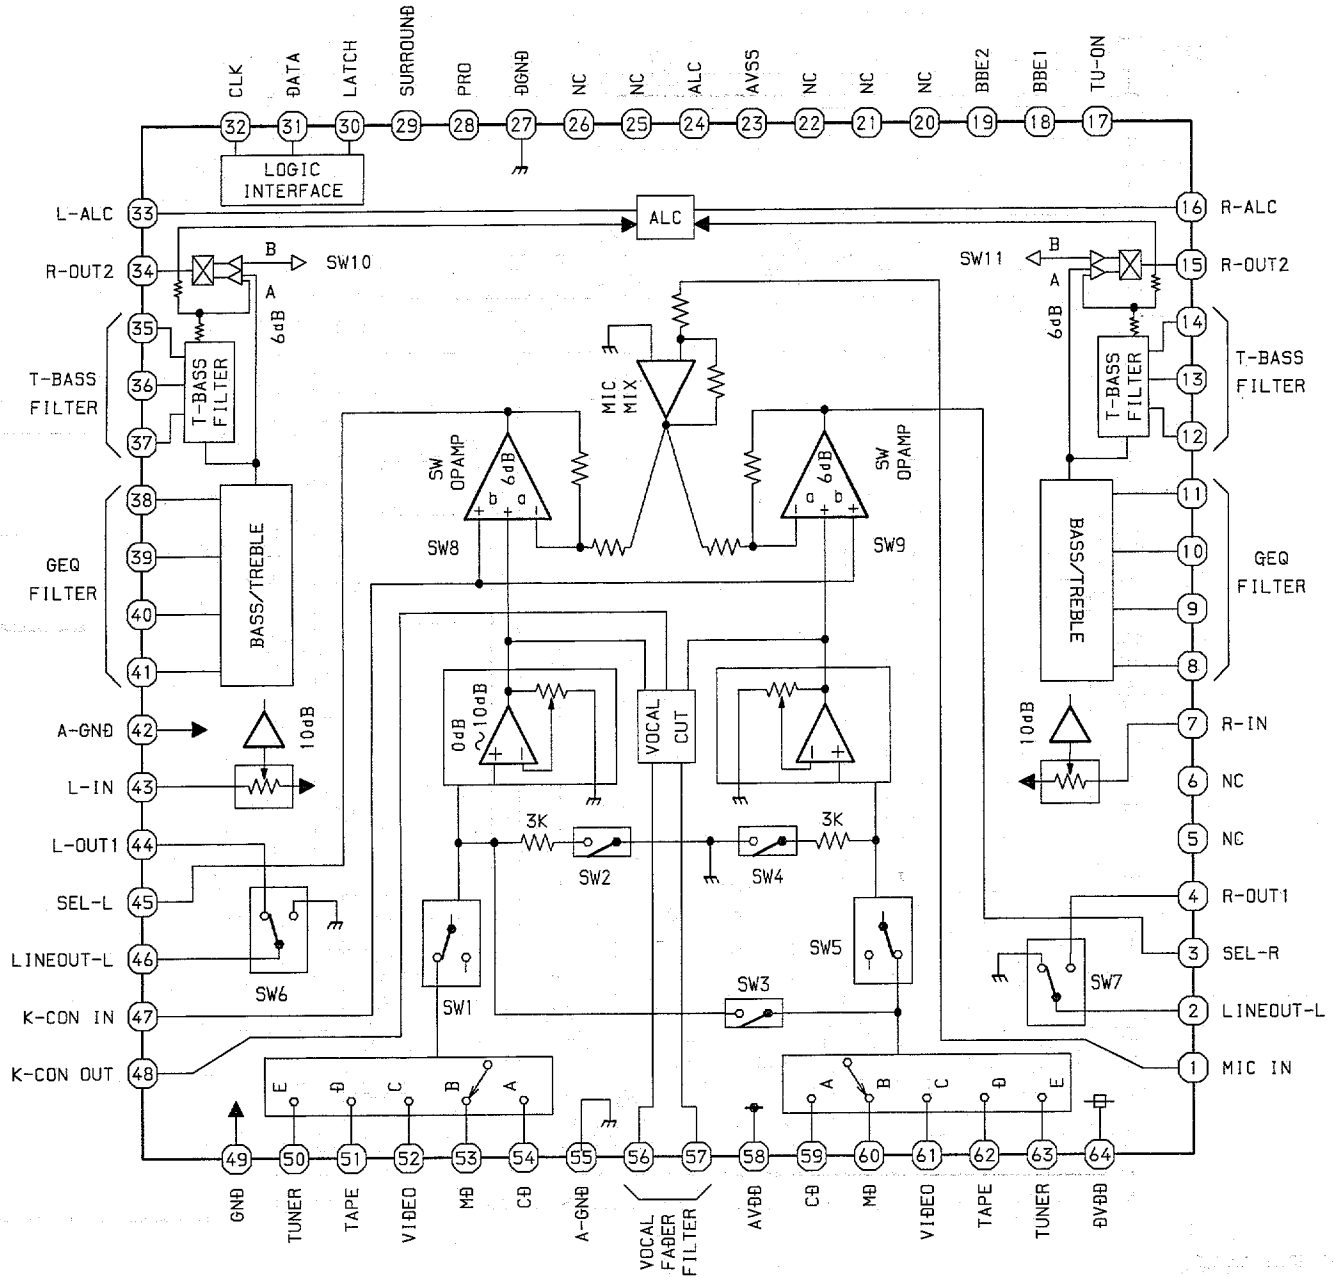 CLK
DATA
LATCH
SURROUND
PRO
DGND
NC
NC
ALC
AVSS
NC
NC
NC
BBE2
BBE1
TU-ON
32
31
30
29
28
27
26
25
24
23
22
21
20
19
18
17
LOGIC
INTERFACE
L-ALC
33
ALC
16
R-ALC
R-OUT2
34
B
A
SW10
6dB
SW11
B
A
6dB
15
R-OUT2
T-BASS
FILTER
35
36
37
T-BASS
FILTER
MIC
MIX
T-BASS
FILTER
14
13
12
T-BASS
FILTER
SW
OPAMP
6dB
b
a
+
+
-
SW8
6dB
a
b
-
+
+
SW
OPAMP
SW9
GEQ
FILTER
38
39
40
41
BASS/TREBLE
BASS/TREBLE
11
10
9
8
GEQ
FILTER
A-GND
42
10dB
0dB
~10dB
+
-
VOCAL
CUT
-
+
10dB
7
R-IN
L-IN
43
6
NC
L-OUT1
44
3K
SW2
SW4
3K
5
NC
SEL-L
45
4
R-OUT1
LINEOUT-L
46
SW6
SW1
SW5
SW3
SW7
3
SEL-R
K-CON IN
47
2
LINEOUT-L
K-CON OUT
48
1
MIC IN
E
D
C
B
A
A
B
C
D
E
49
50
51
52
53
54
55
56
57
58
59
60
61
62
63
64
GND
TUNER
TAPE
VIDEO
MD
CD
A-GND
VOCAL
FADER
FILTER
AVDD
CD
MD
VIDEO
TAPE
TUNER
DVDD